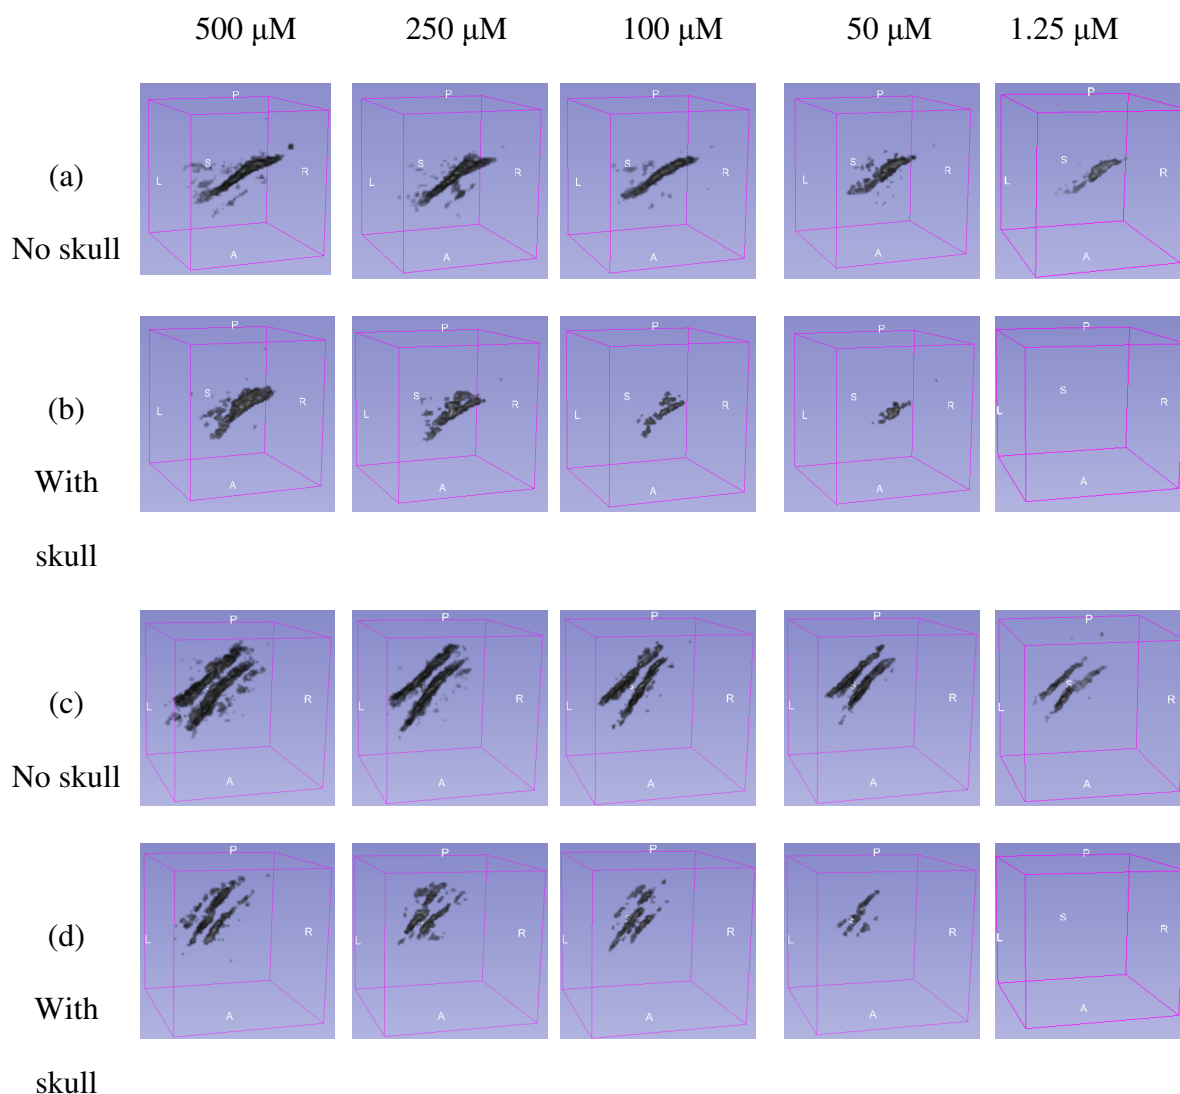 500 μM 250 μM 100 μM 50 μM 1.25 μM
P P P P P
S S S S S
L R L R L R L R L R
(a)
No skull
A A A A A
P P P P P
S S S S S
L R L R L R L R L R
(b)
With
A A A A A
skull
P P P P P
S S S S S
L R L R L R L R L R
(c)
No skull
A A A A A
P P P P P
S S S S S
L R L R L R L R L R
(d)
With
A A A A A
skull